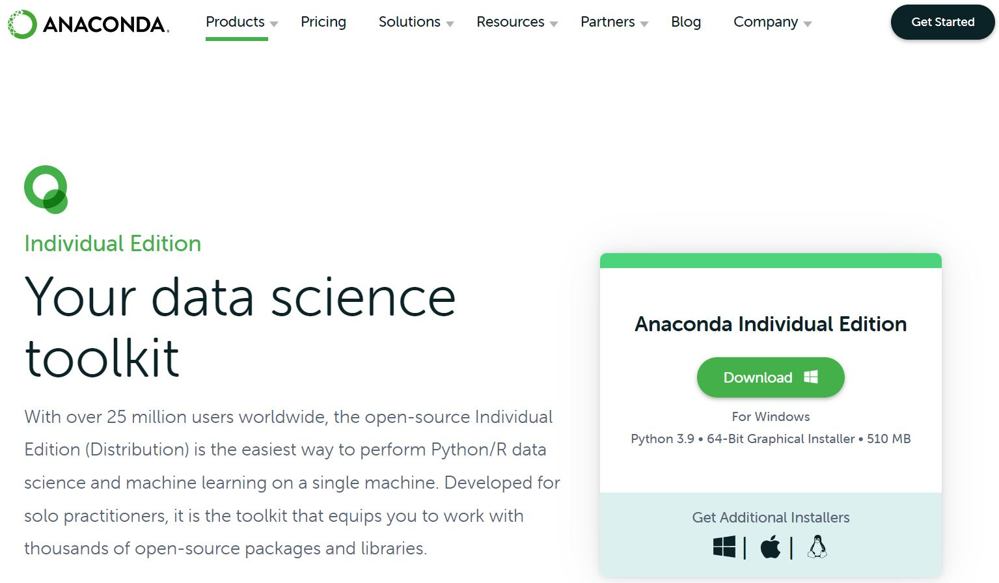 ANACONDA.
Products
Pricing
Solutions
Resources
Partners
Blog
Company
Get Started
Individual Edition
Your data science
toolkit
With over 25 million users worldwide, the open-source Individual
Edition (Distribution) is the easiest way to perform Python/R data
science and machine learning on a single machine. Developed for
solo practitioners, it is the toolkit that equips you to work with
thousands of open-source packages and libraries.
Anaconda Individual Edition
Download
For Windows
Python 3.9 • 64-Bit Graphical Installer • 510 MB
Get Additional Installers
| |